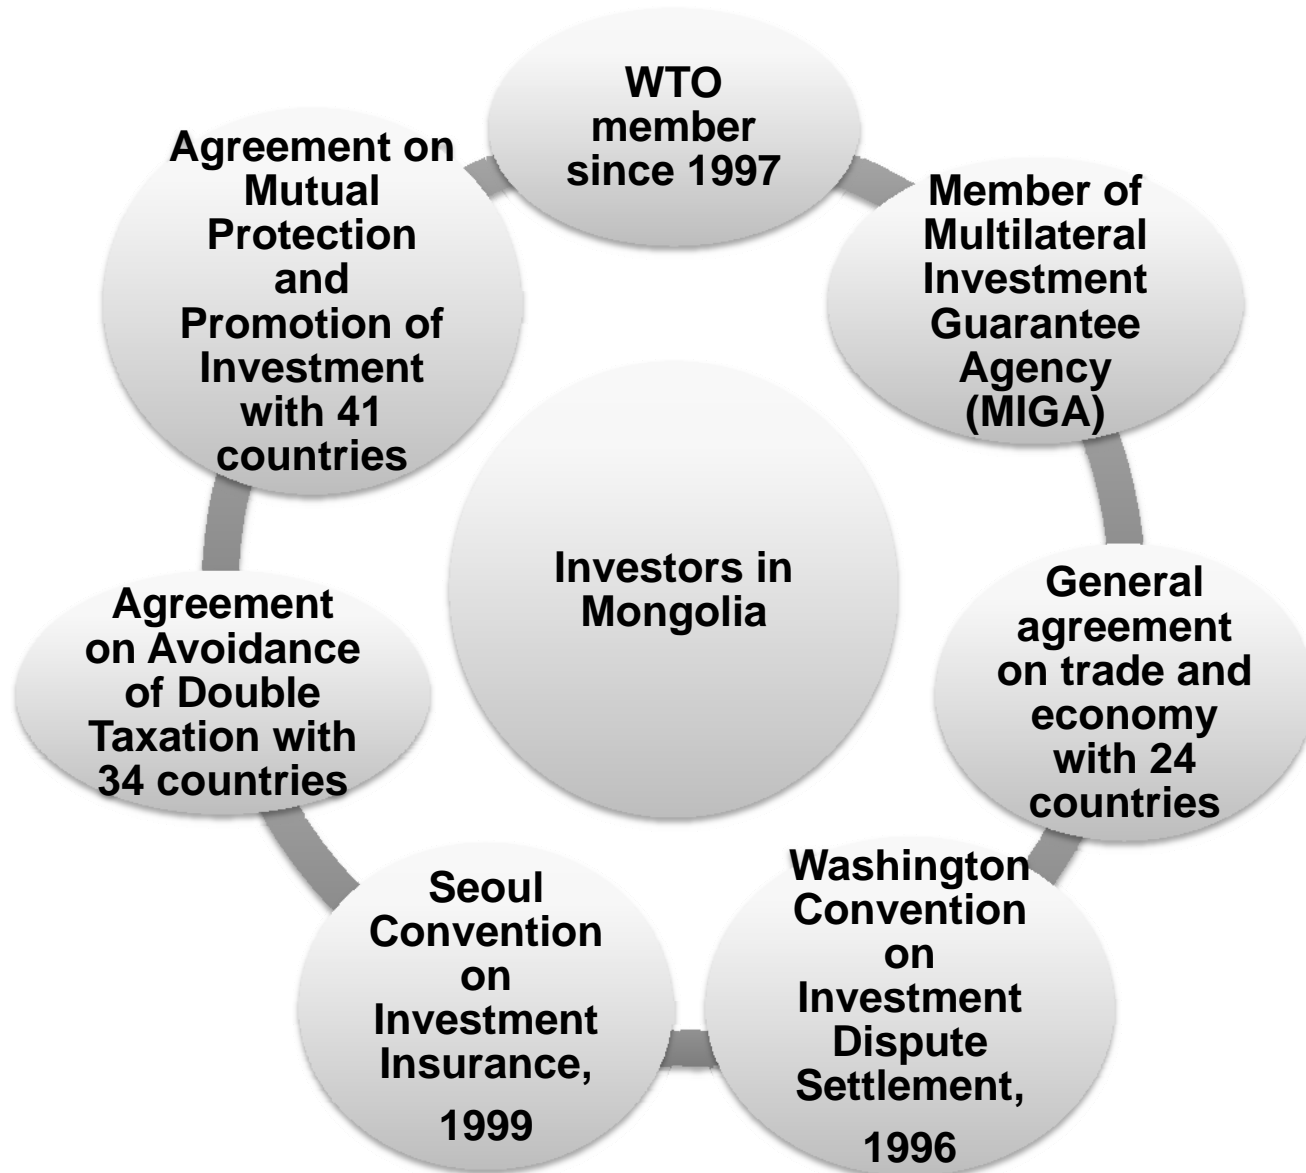 WTO
member
since 1997
Member of
Multilateral
Investment
Guarantee
Agency
(MIGA)
General
agreement
on trade and
economy
with 24
countries
Washington
Convention
on
Investment
Dispute
Settlement,
1996
Seoul
Convention
on
Investment
Insurance,
1999
Agreement
on Avoidance
of Double
Taxation with
34 countries
Agreement on
Mutual
Protection
and
Promotion of
Investment
with 41
countries
Investors in
Mongolia